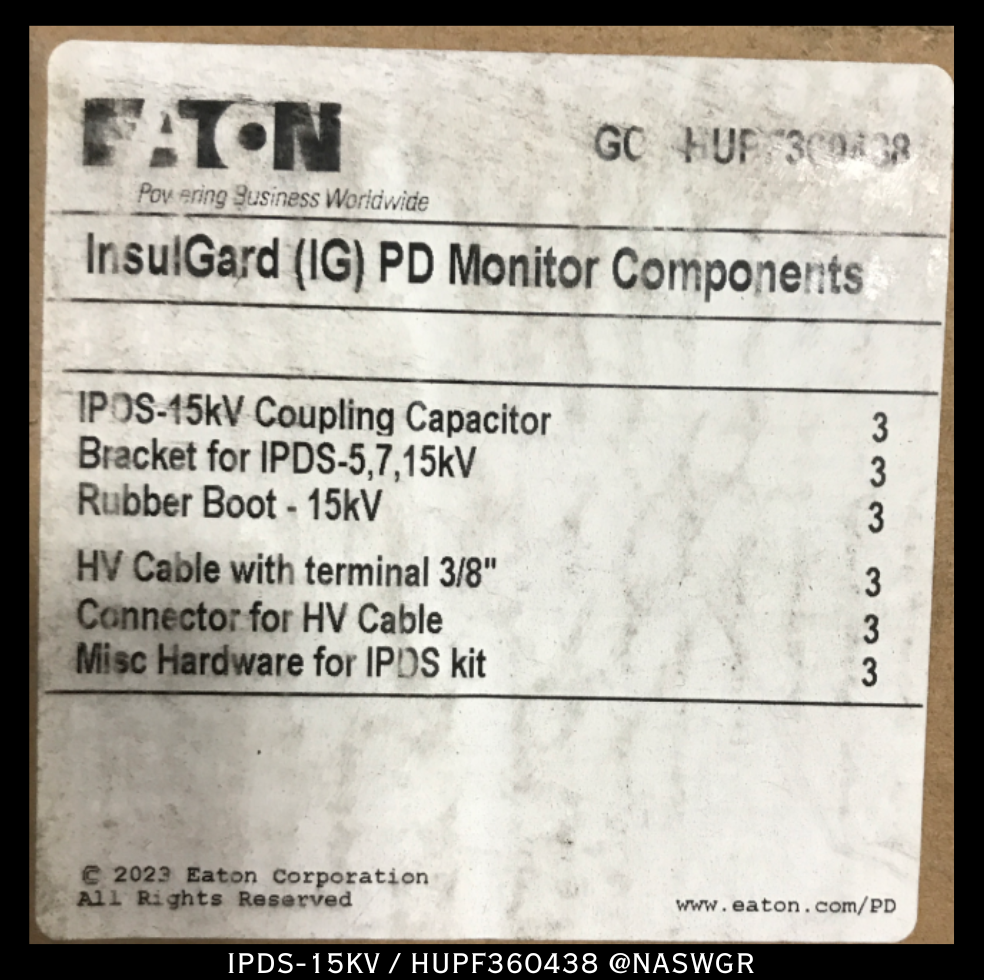 EATON
Powering Business Worldwide
GO HUPF360438
InsulGard (IG) PD Monitor Components
IPDS-15kV Coupling Capacitor 3
Bracket for IPDS-5,7,15kV 3
Rubber Boot - 15kV 3
HV Cable with terminal 3/8" 3
Connector for HV Cable 3
Misc Hardware for IPDS kit 3
© 2023 Eaton Corporation
All Rights Reserved
www.eaton.com/PD
IPDS-15KV / HUPF360438 @NASWGR